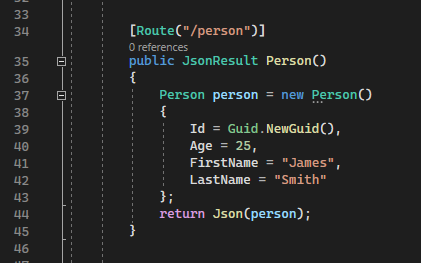 33
34 [Route("/person")]
0 references
35 public JsonResult Person()
36 {
37 Person person = new Person()
38 {
39 Id = Guid.NewGuid(),
40 Age = 25,
41 FirstName = "James",
42 LastName = "Smith"
43 };
44 return Json(person);
45 }
46